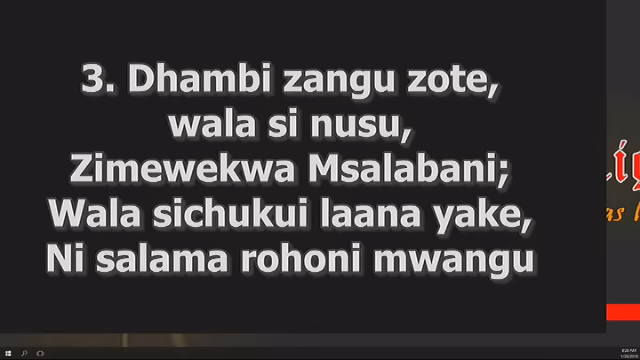 3. Dhambi zangu zote,
wala si nusu,
Zimewekwa Msalabani;
Wala sichukui laana yake,
Ni salama rohoni mwangu